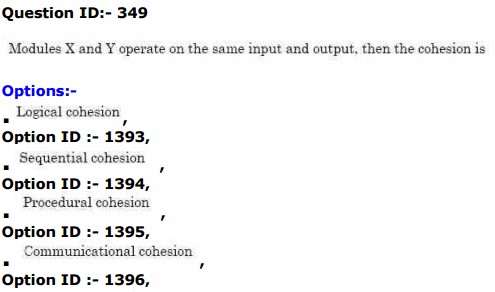 Question ID:- 349
Modules X and Y operate on the same input and output, then the cohesion is
Options:-
▪ Logical cohesion ,
Option ID :- 1393,
▪ Sequential cohesion ,
Option ID :- 1394,
▪ Procedural cohesion ,
Option ID :- 1395,
▪ Communicational cohesion ,
Option ID :- 1396,